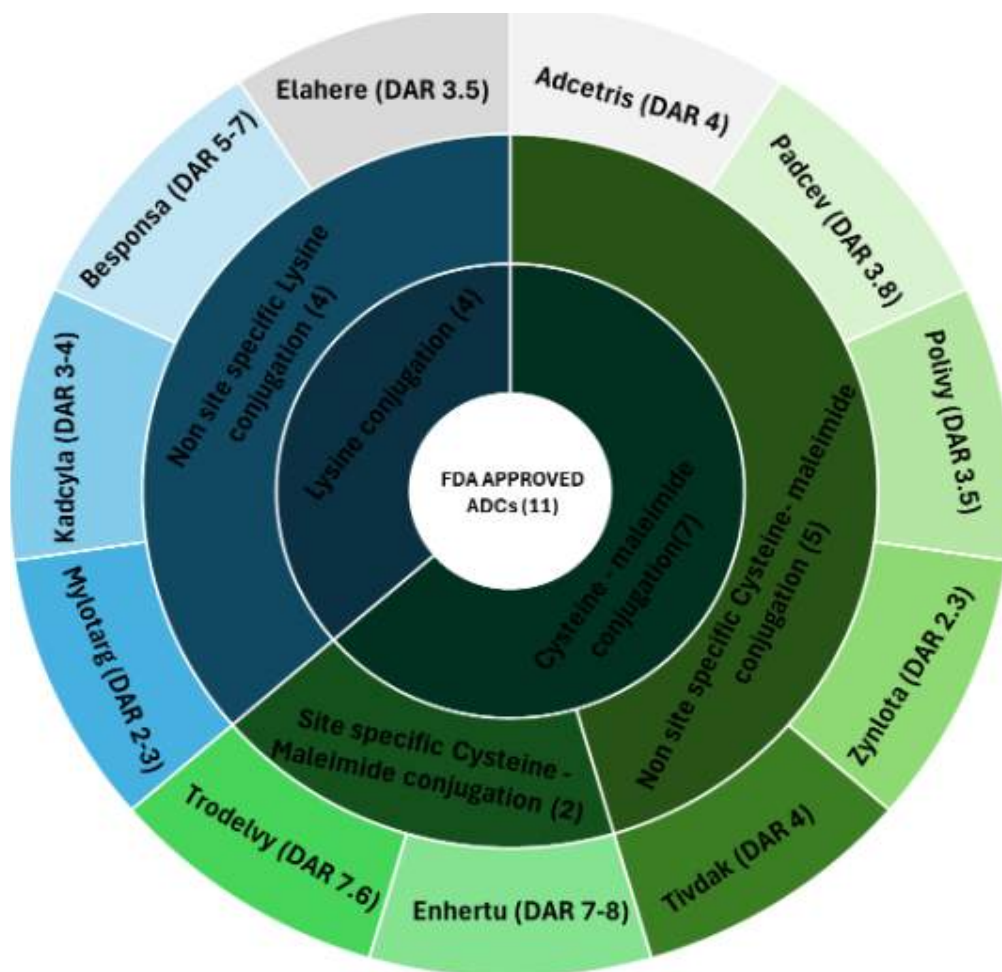 FDA APPROVED
ADCs (11)
Lysine conjugation (4)
Cysteine - maleimide
conjugation(7)
Non site specific Lysine
conjugation (4)
Non site specific Cysteine- maleimide
conjugation (5)
Site specific Cysteine -
Maleimide conjugation (2)
Adcetris (DAR 4)
Padcev (DAR 3.8)
Polivy (DAR 3.5)
Zynlota (DAR 2.3)
Tivdak (DAR 4)
Enhertu (DAR 7-8)
Trodelvy (DAR 7.6)
Mylotarg (DAR 2-3)
Kadcyla (DAR 3-4)
Besponsa (DAR 5-7)
Elahere (DAR 3.5)